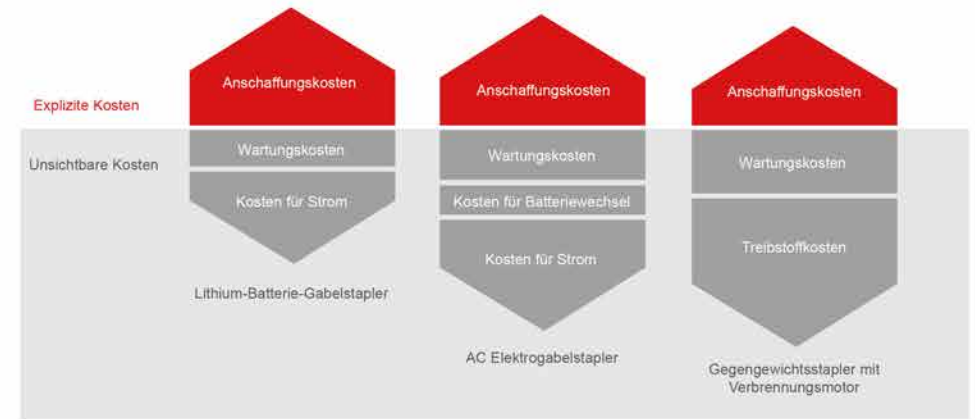 Explizite Kosten
Unsichtbare Kosten
Anschaffungskosten
Wartungskosten
Kosten für Strom
Lithium-Batterie-Gabelstapler
Anschaffungskosten
Wartungskosten
Kosten für Batteriewechsel
Kosten für Strom
AC Elektrogabelstapler
Anschaffungskosten
Wartungskosten
Treibstoffkosten
Gegengewichtsstapler mit
Verbrennungsmotor